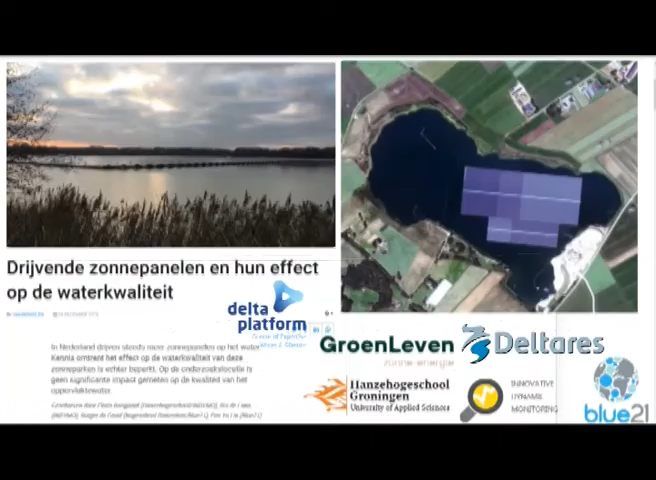 Drijvende zonnepanelen en hun effect
op de waterkwaliteit
delta
platform
In Nederland drijven steeds meer zonnepanelen op het water.
Kennis omtrent het effect op de waterkwaliteit van deze
zonneparken is echter beperkt. Op de onderzoekslocatie is
geen significante impact gemeten op de kwaliteit van het
oppervlaktewater.
GroenLeven
zonne-energie
Deltares
Hanzehogeschool
Groningen
University of Applied Sciences
INNOVATIVE
DYNAMIC
MONITORING
blue21